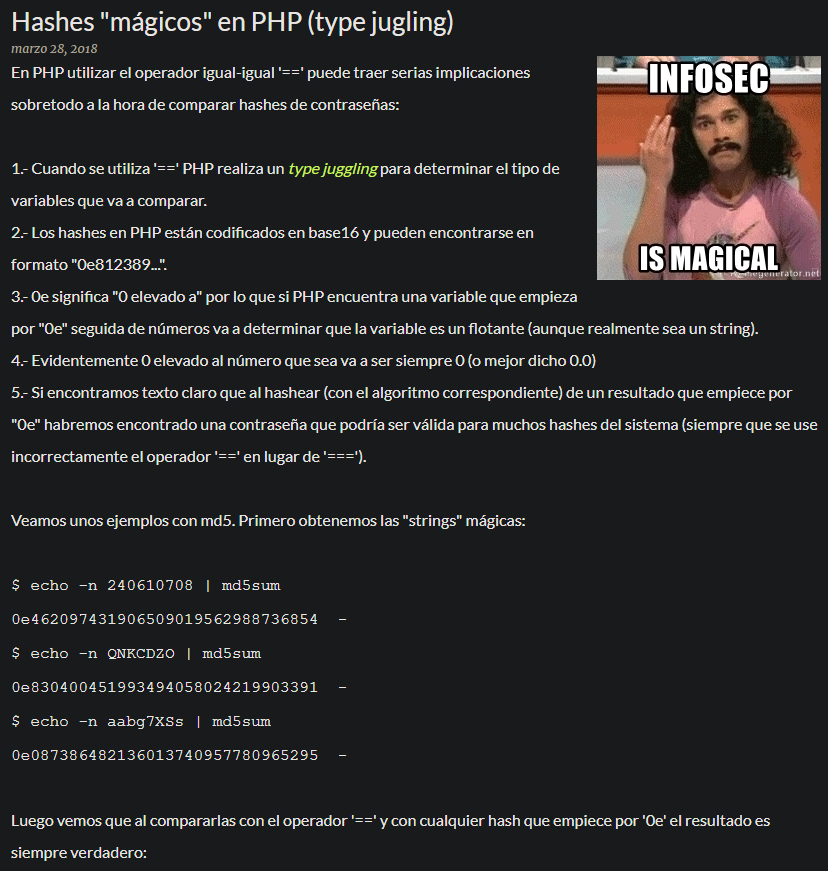 Hashes "mágicos" en PHP (type jugling)
marzo 28, 2018
En PHP utilizar el operador igual-igual '==' puede traer serias implicaciones
sobretodo a la hora de comparar hashes de contraseñas:
INFOSEC
IS MAGICAL
1.- Cuando se utiliza '==' PHP realiza un type juggling para determinar el tipo de
variables que va a comparar.
2.- Los hashes en PHP están codificados en base16 y pueden encontrarse en
formato "0e812389...".
3.- 0e significa "0 elevado a" por lo que si PHP encuentra una variable que empieza
por "0e" seguida de números va a determinar que la variable es un flotante (aunque realmente sea un string).
4.- Evidentemente 0 elevado al número que sea va a ser siempre 0 (o mejor dicho 0.0)
5.- Si encontramos texto claro que al hashear (con el algoritmo correspondiente) de un resultado que empiece por
"0e" habremos encontrado una contraseña que podría ser válida para muchos hashes del sistema (siempre que se use
incorrectamente el operador '==' en lugar de '===').
Veamos unos ejemplos con md5. Primero obtenemos las "strings" mágicas:
$ echo -n 240610708 | md5sum
0e462097431906509019562988736854 -
$ echo -n QNKCDZO | md5sum
0e830400451993494058024219903391 -
$ echo -n aabg7XSs | md5sum
0e087386482136013740957780965295 -
Luego vemos que al compararlas con el operador '==' y con cualquier hash que empiece por '0e' el resultado es
siempre verdadero: